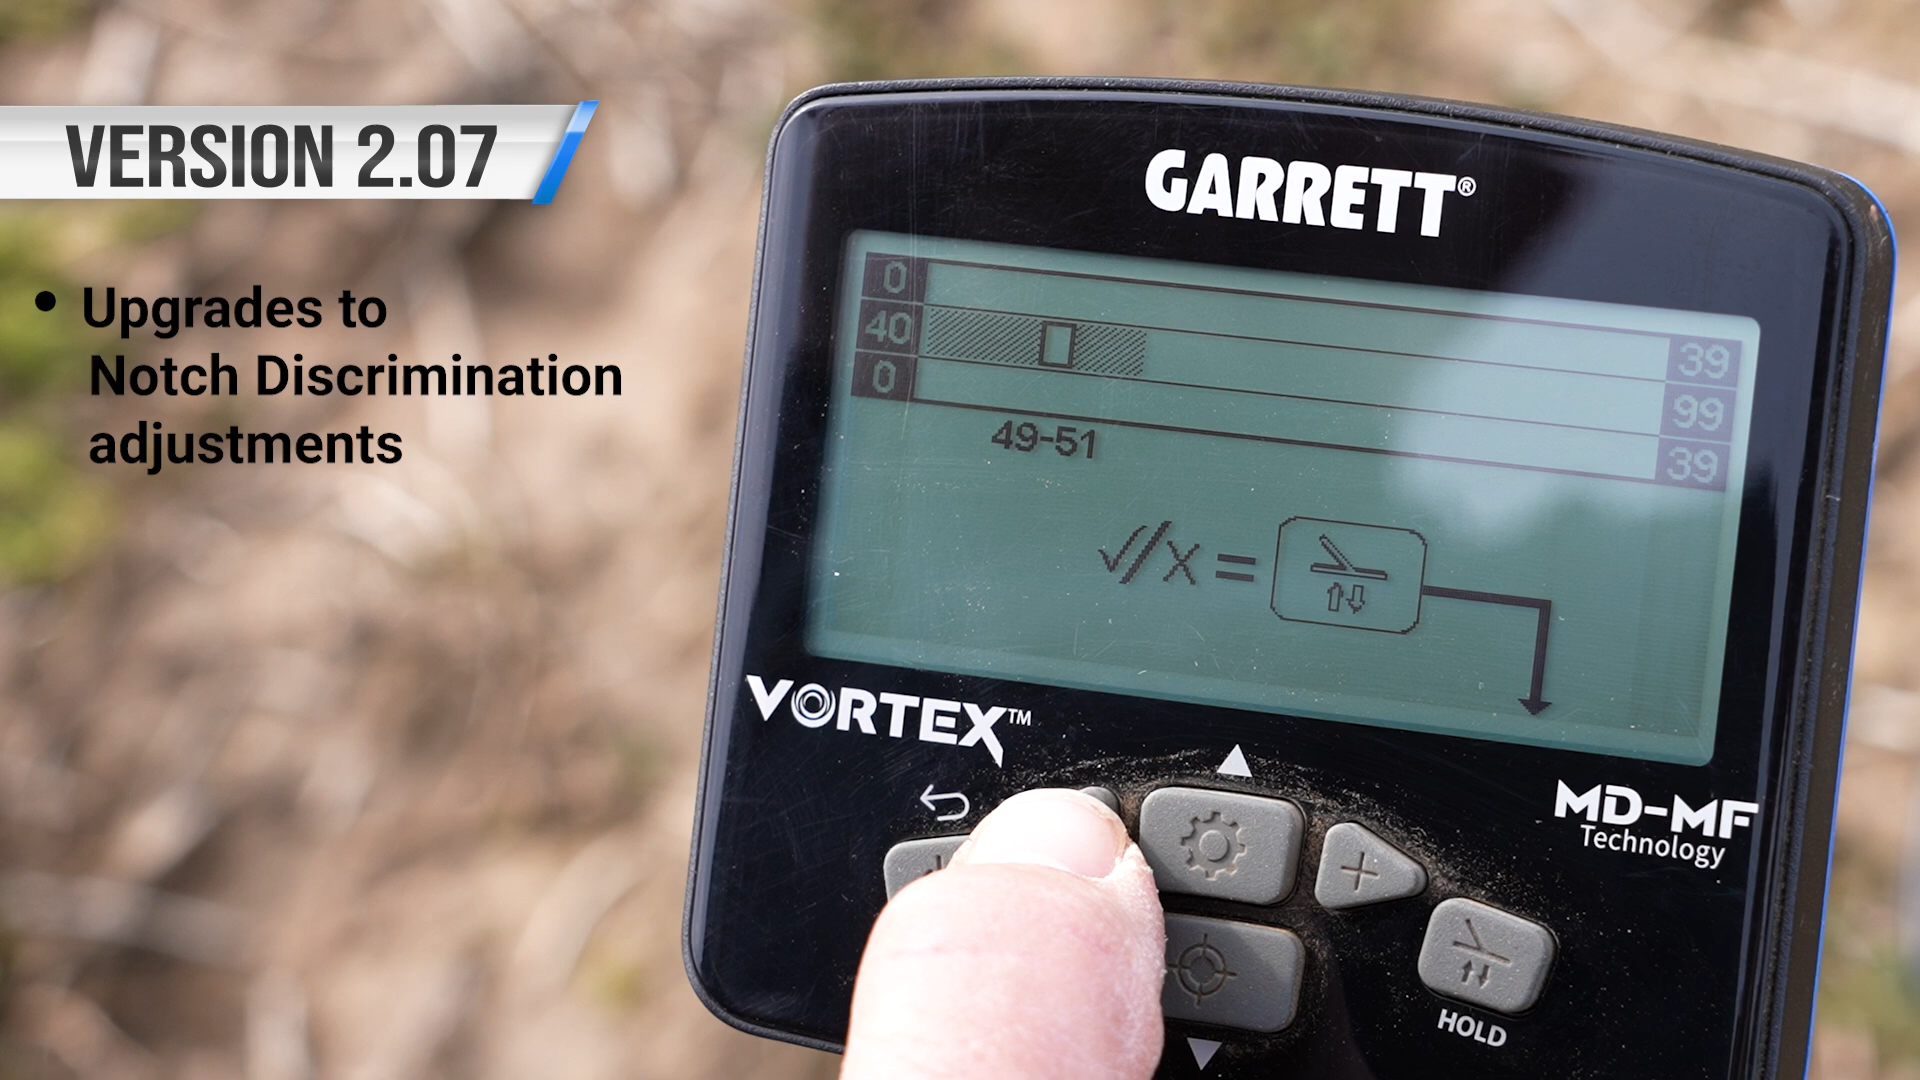 VERSION 2.07
• Upgrades to
Notch Discrimination
adjustments
GARRETT®
0 39
40 99
0 39
49-51
✓/X =
VORTEX™
MD-MF
Technology
+
HOLD